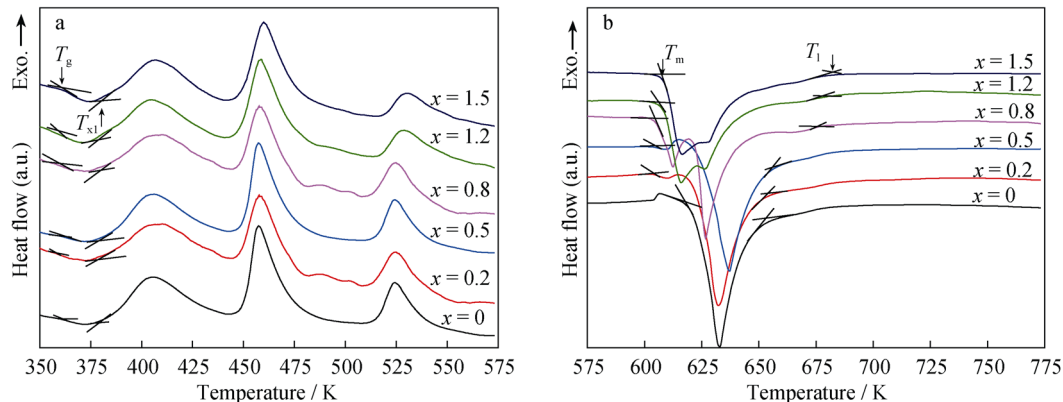 a
Exo.
Heat flow (a.u.)
Tg
Tx1
x = 1.5
x = 1.2
x = 0.8
x = 0.5
x = 0.2
x = 0
350 375 400 425 450 475 500 525 550 575
Temperature / K
b
Exo.
Heat flow (a.u.)
Tm
Tl
x = 1.5
x = 1.2
x = 0.8
x = 0.5
x = 0.2
x = 0
575 600 625 650 675 700 725 750 775
Temperature / K